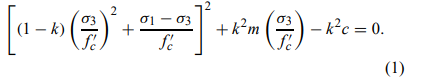 [(1 − k) (σ3/f′c)^2 + (σ1 − σ3)/f′c]^2 + k^2 m (σ3/f′c) − k^2 c = 0.
(1)